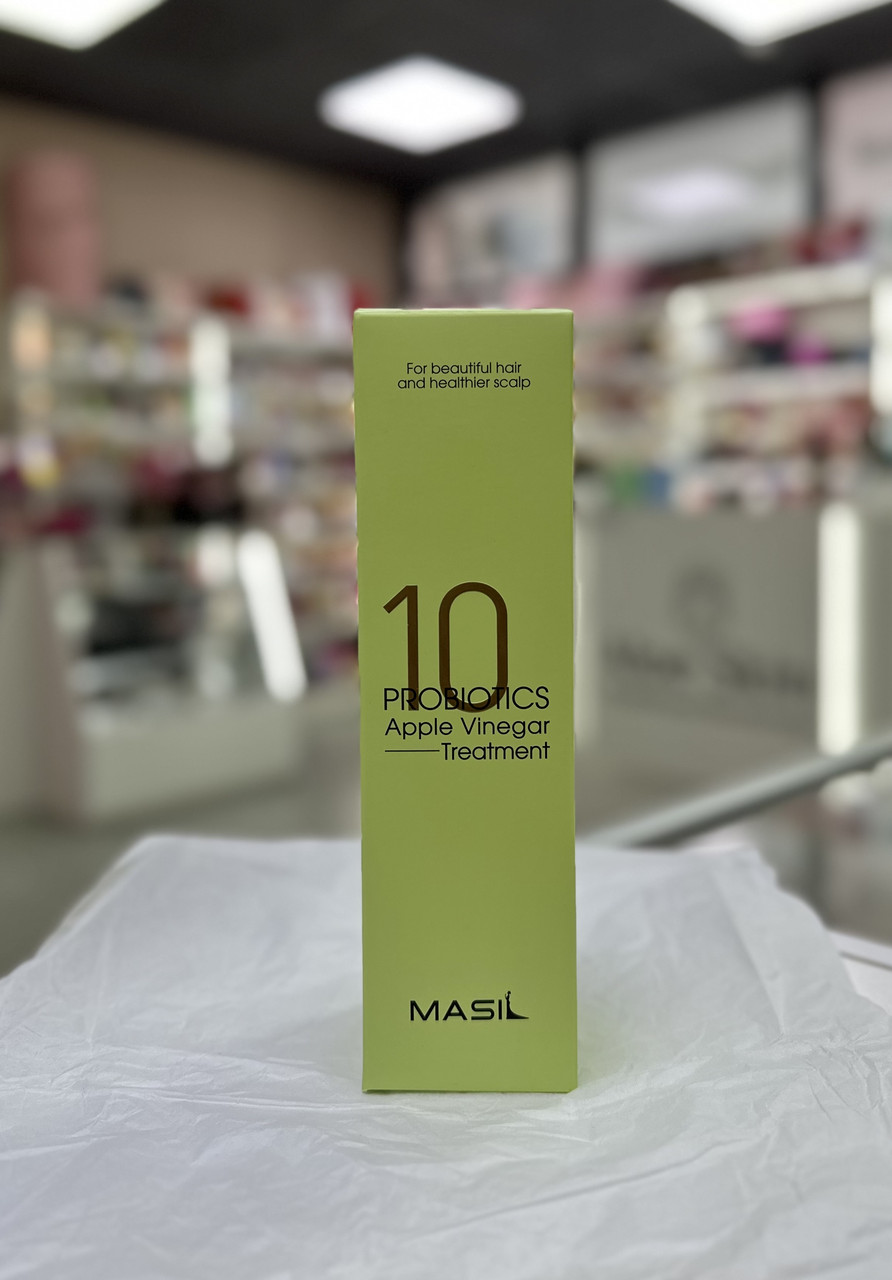 For beautiful hair
and healthier scalp
10
PROBIOTICS
Apple Vinegar
Treatment
MASIL